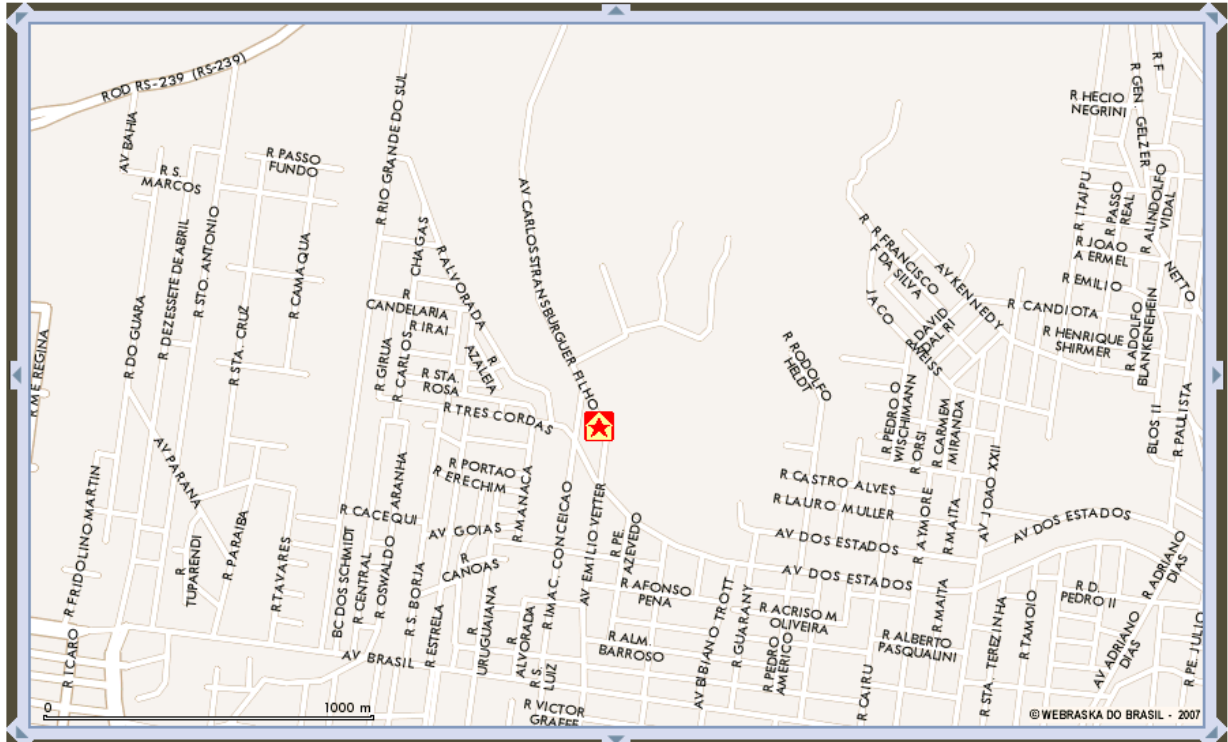 ROD RS-239 (RS-239)
AV BAHIA
R S.
MARCOS
R PASSO
FUNDO
R RIO GRANDE DO SUL
R DEZESSETE DE ABRIL
R STO. ANTONIO
R CAMAQUA
R STA. CRUZ
R DO GUARA
R M E REGINA
CHAGAS
R ALVORADA
R
CANDELARIA
R IRAI
R
AZALEIA
R GIRUA
R CARLOS
R STA.
ROSA
R TRES CORDAS
AV CARLOS STRANSBURGUER FILHO
R HECIO
NEGRINI
R GEN. GELZER
R F
R ITAIPU
R PASSO
REAL
R ALINDOLFO
VIDAL
R JOAO
A ERMEL
R EMILIO
NETTO
R
R FRANCISCO
F DA SILVA
AV KENNEDY
JACO
R WEISS
DAVID
DAL RI
R CANDIOTA
R HENRIQUE
SHIRMER
R ADOLFO
BLANKENEHEIN
BLOS. II
R PAULISTA
R RODOLFO
HELDT
R PEDRO O
WISCHIMANN
R ORSI
R CARMEM
MIRANDA
AV PARANA
R FRIDOLINO MARTIN
R PORTAO
R ERECHIM
R MANACA
R CACEQUI
ARANHA
AV GOIAS
R
CANOAS
R IMAC. CONCEICAO
AV EMILIO VETTER
R PE.
AZEVEDO
R CASTRO ALVES
R LAURO MULLER
AV DOS ESTADOS
AV DOS ESTADOS
AV DOS ESTADOS
R AYMORE
R MAITA
AV JOAO XXII
R
TUPARENDI
R PARAIBA
R TAVARES
BC DOS SCHMIDT
R CENTRAL
R OSWALDO
R S. BORJA
R ESTRELA
R
URUGUAIANA
R
ALVORADA
R S.
LUIZ
R AFONSO
PENA
R ALM.
BARROSO
R ACRISO M
OLIVEIRA
R ALBERTO
PASQUALINI
R MAITA
R D.
PEDRO II
R ADRIANO
DIAS
AV ADRIANO
DIAS
R PE. JULIO
R ICARO
AV BRASIL
AV BIBIANO TROTT
R GUARANY
R PEDRO
AMERICO
R CAIRU
R STA. TEREZINHA
R TAMOIO
R VICTOR
GRAEFF
0 1000 m
© WEBRASKA DO BRASIL - 2007